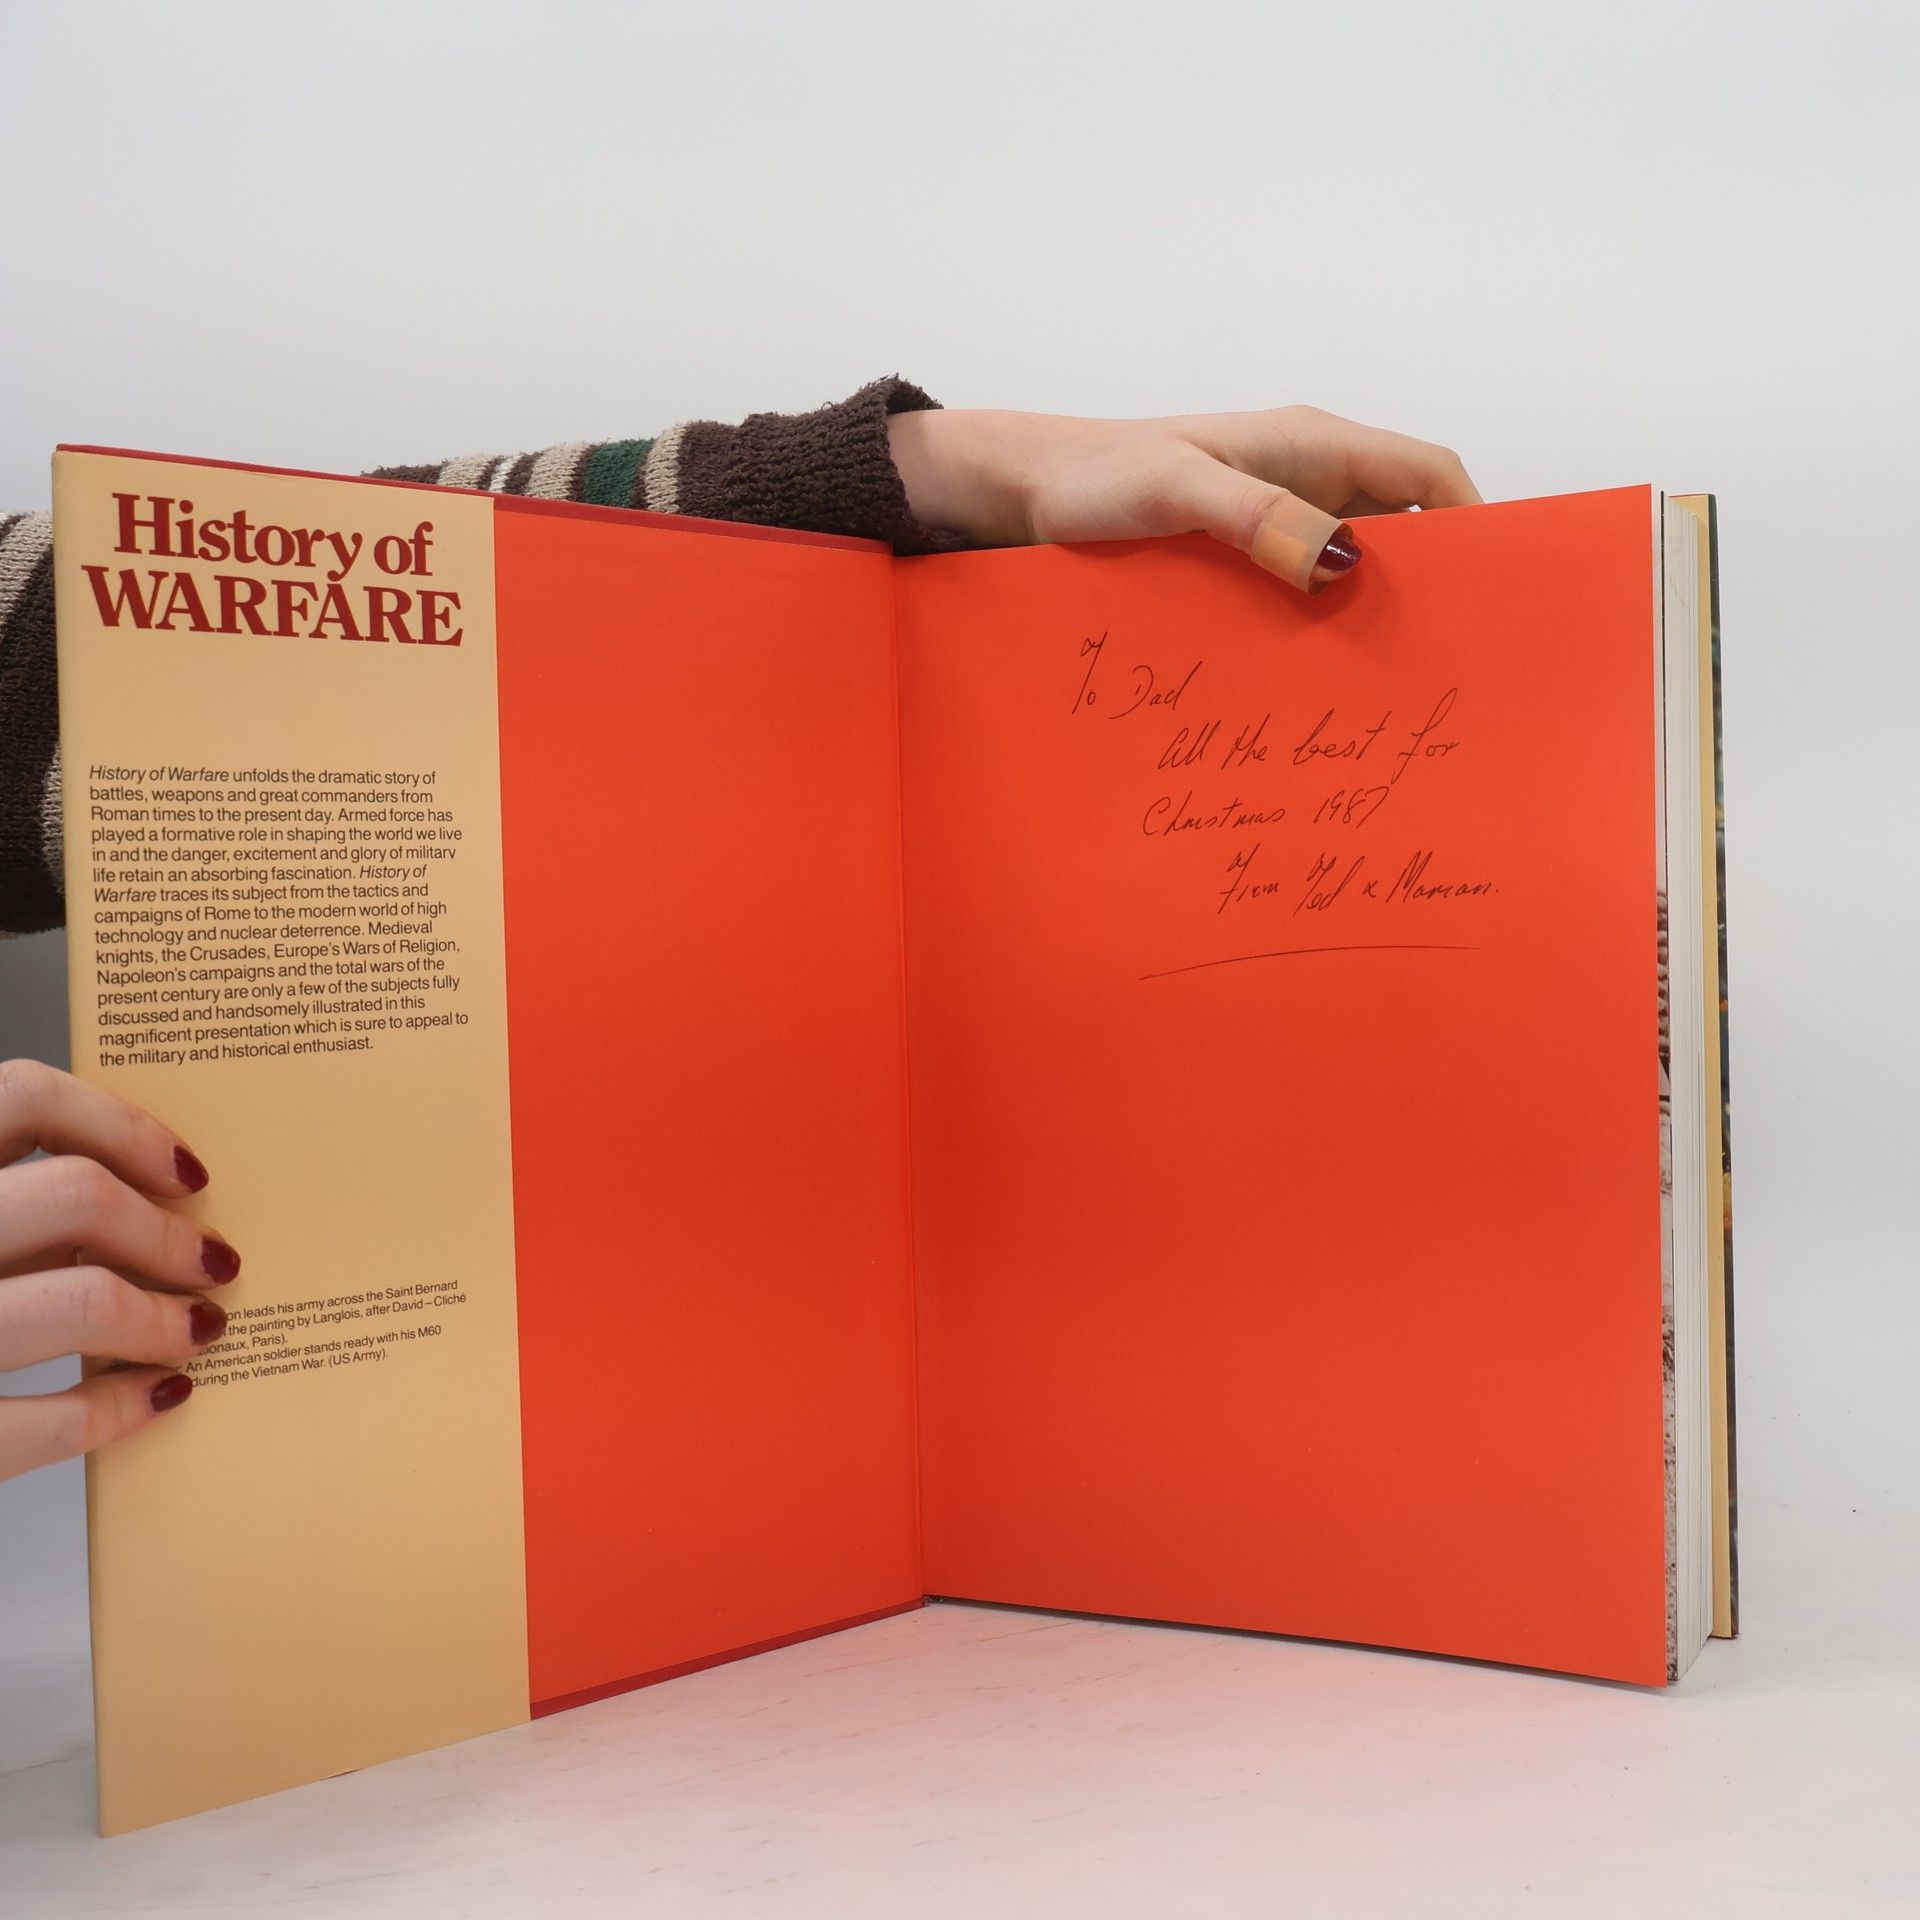 History of
WARFARE
History of Warfare unfolds the dramatic story of
battles, weapons and great commanders from
Roman times to the present day. Armed force has
played a formative role in shaping the world we live
in and the danger, excitement and glory of military
life retain an absorbing fascination. History of
Warfare traces its subject from the tactics and
campaigns of Rome to the modern world of high
technology and nuclear deterrence. Medieval
knights, the Crusades, Europe's Wars of Religion,
Napoleon's campaigns and the total wars of the
present century are only a few of the subjects fully
discussed and handsomely illustrated in this
magnificent presentation which is sure to appeal to
the military and historical enthusiast.
on leads his army across the Saint Bernard
the painting by Langlois, after David – Cliché
tionaux, Paris).
An American soldier stands ready with his M60
during the Vietnam War. (US Army).
To Dad
All the best for
Christmas 1987
From Ted & Marian.